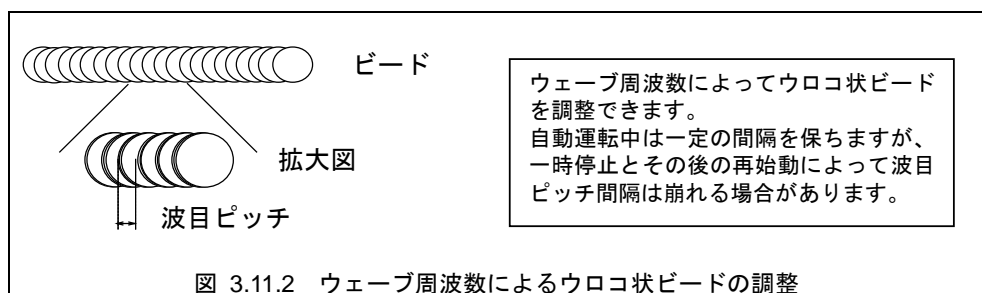 ビード
拡大図
波目ピッチ
ウェーブ周波数によってウロコ状ビード
を調整できます。
自動運転中は一定の間隔を保ちますが、
一時停止とその後の再始動によって波目
ピッチ間隔は崩れる場合があります。
図 3.11.2 ウェーブ周波数によるウロコ状ビードの調整